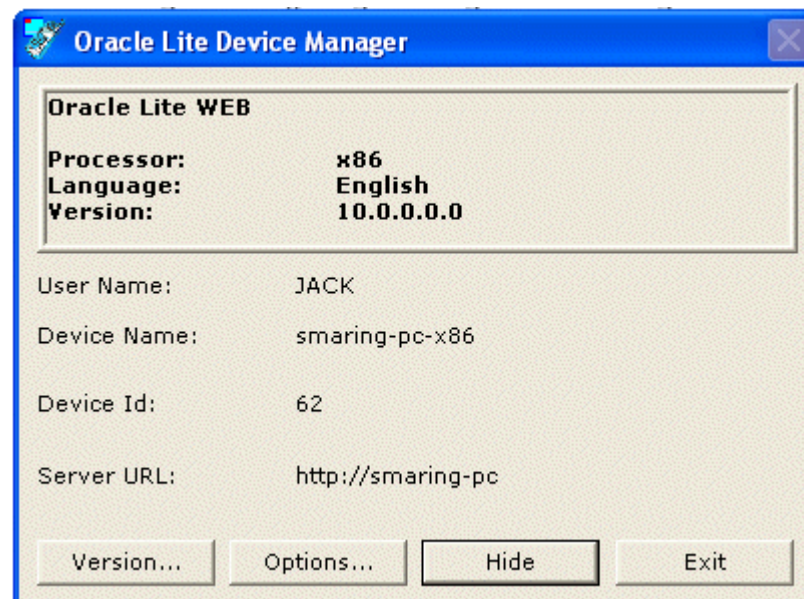 Oracle Lite Device Manager
Oracle Lite WEB
Processor: x86
Language: English
Version: 10.0.0.0.0
User Name: JACK
Device Name: smaring-pc-x86
Device Id: 62
Server URL: http://smaring-pc
Version... Options... Hide Exit